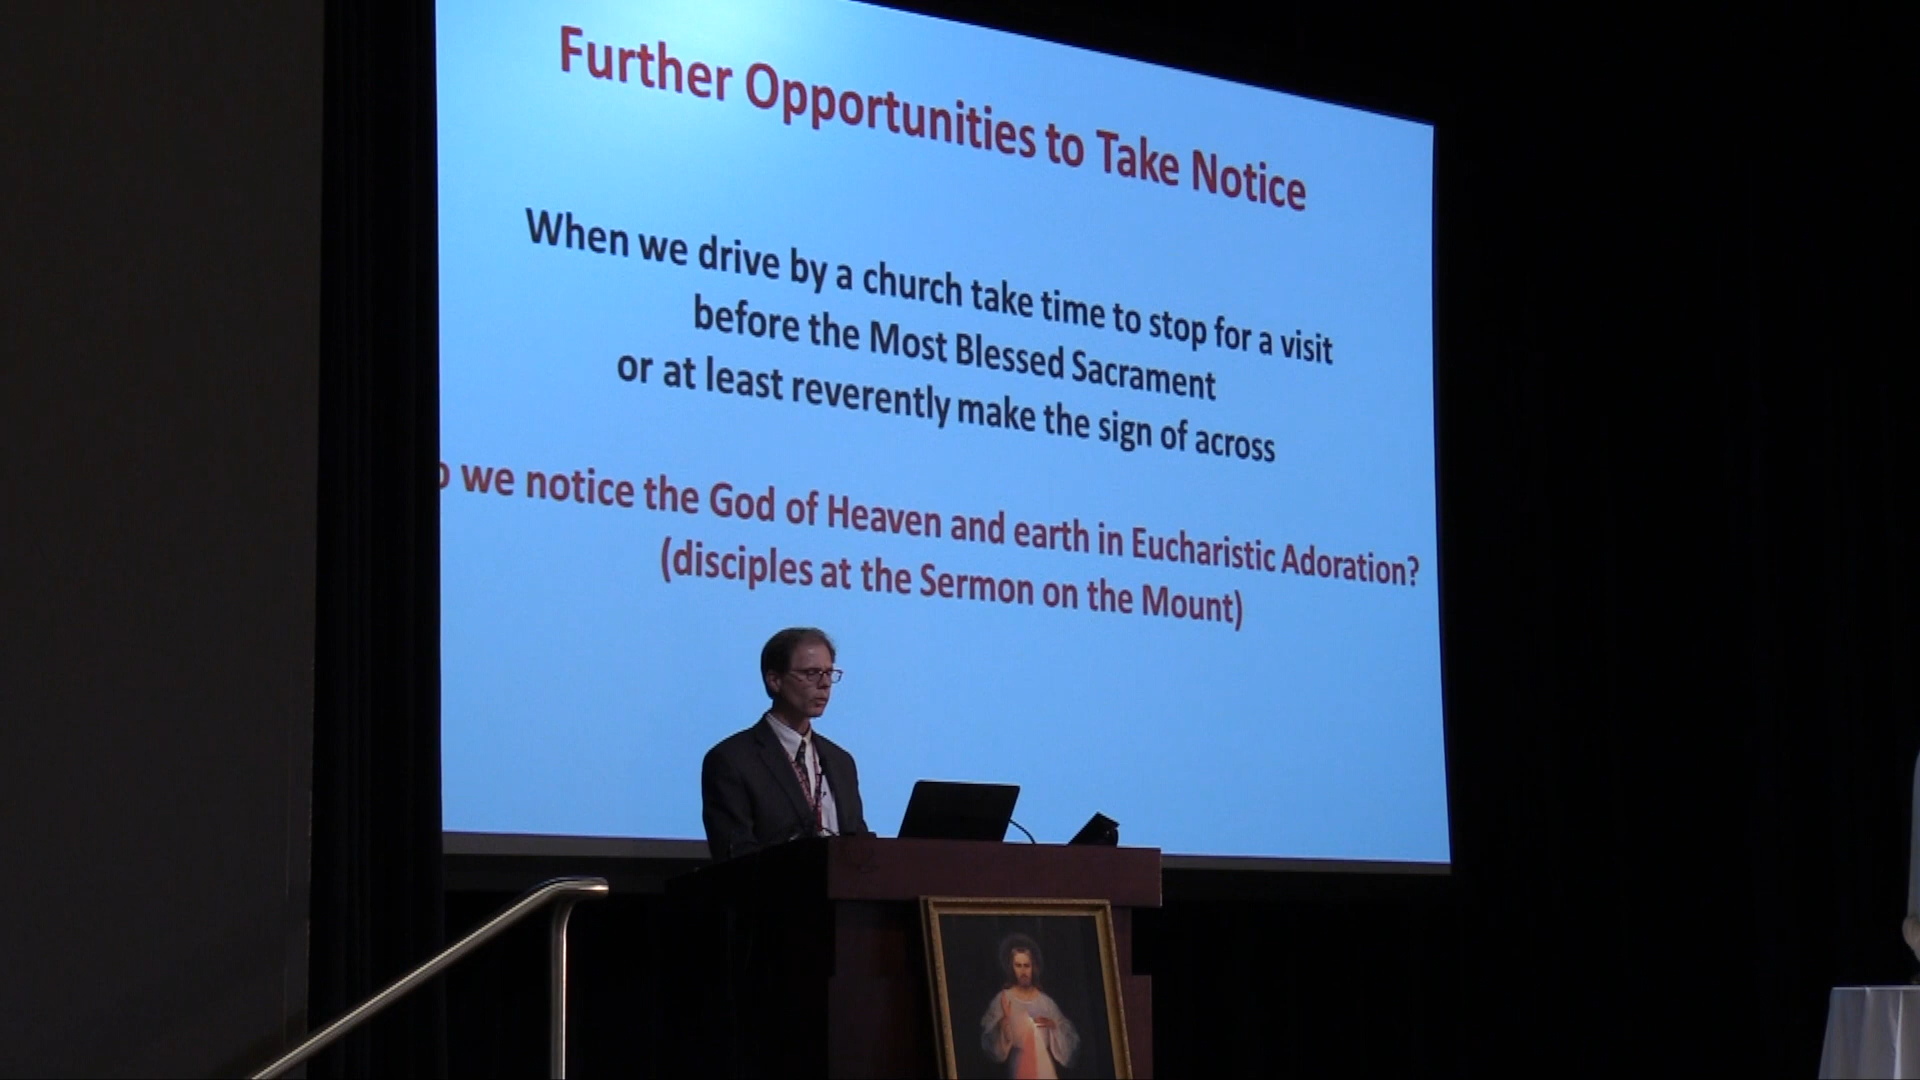 Further Opportunities to Take Notice
When we drive by a church take time to stop for a visit
before the Most Blessed Sacrament
or at least reverently make the sign of across
we notice the God of Heaven and earth in Eucharistic Adoration?
(disciples at the Sermon on the Mount)